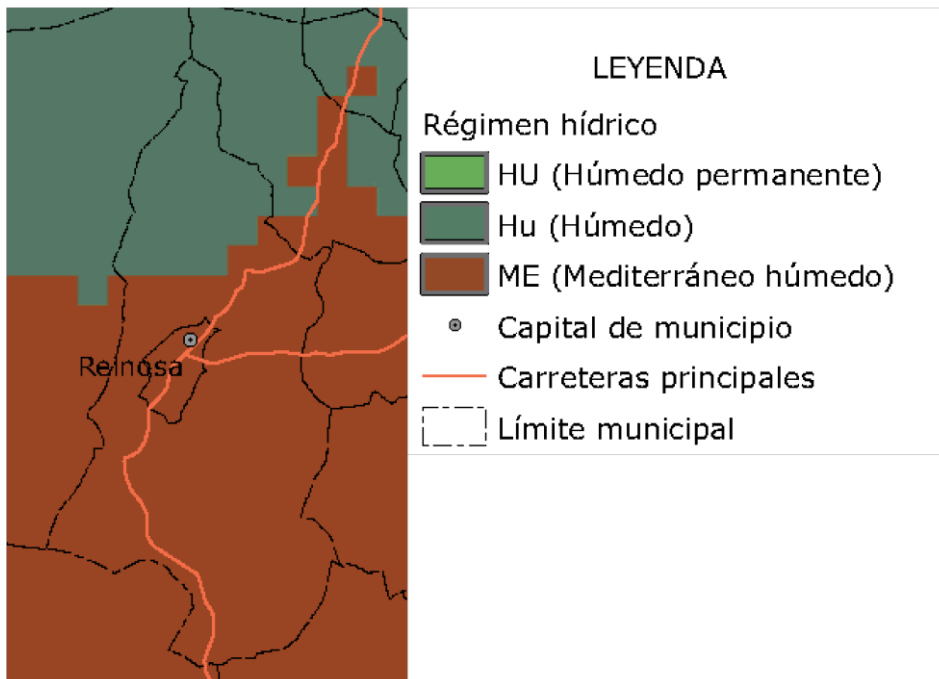 Reinosa
LEYENDA
Régimen hídrico
HU (Húmedo permanente)
Hu (Húmedo)
ME (Mediterráneo húmedo)
Capital de municipio
Carreteras principales
Límite municipal